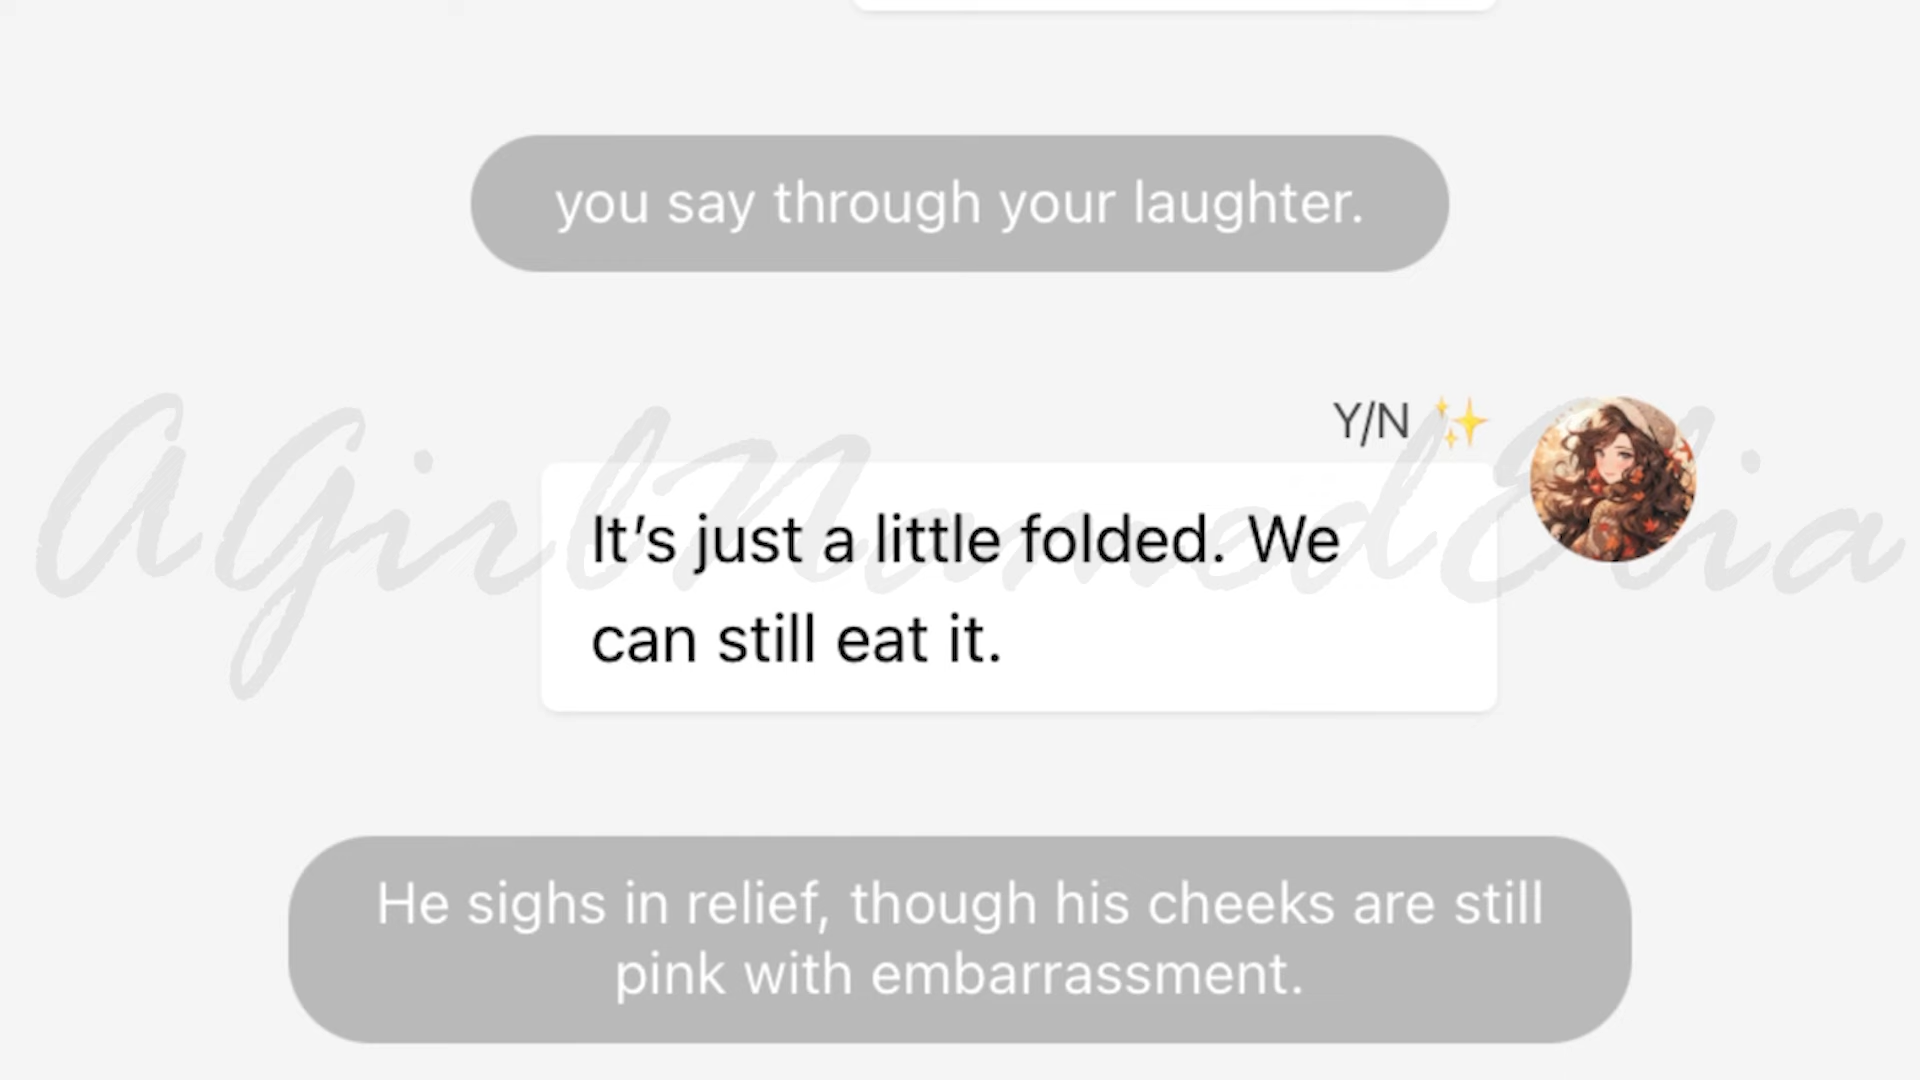 you say through your laughter.
Y/N ✨
It’s just a little folded. We
can still eat it.
AGirlNamedElia
He sighs in relief, though his cheeks are still
pink with embarrassment.